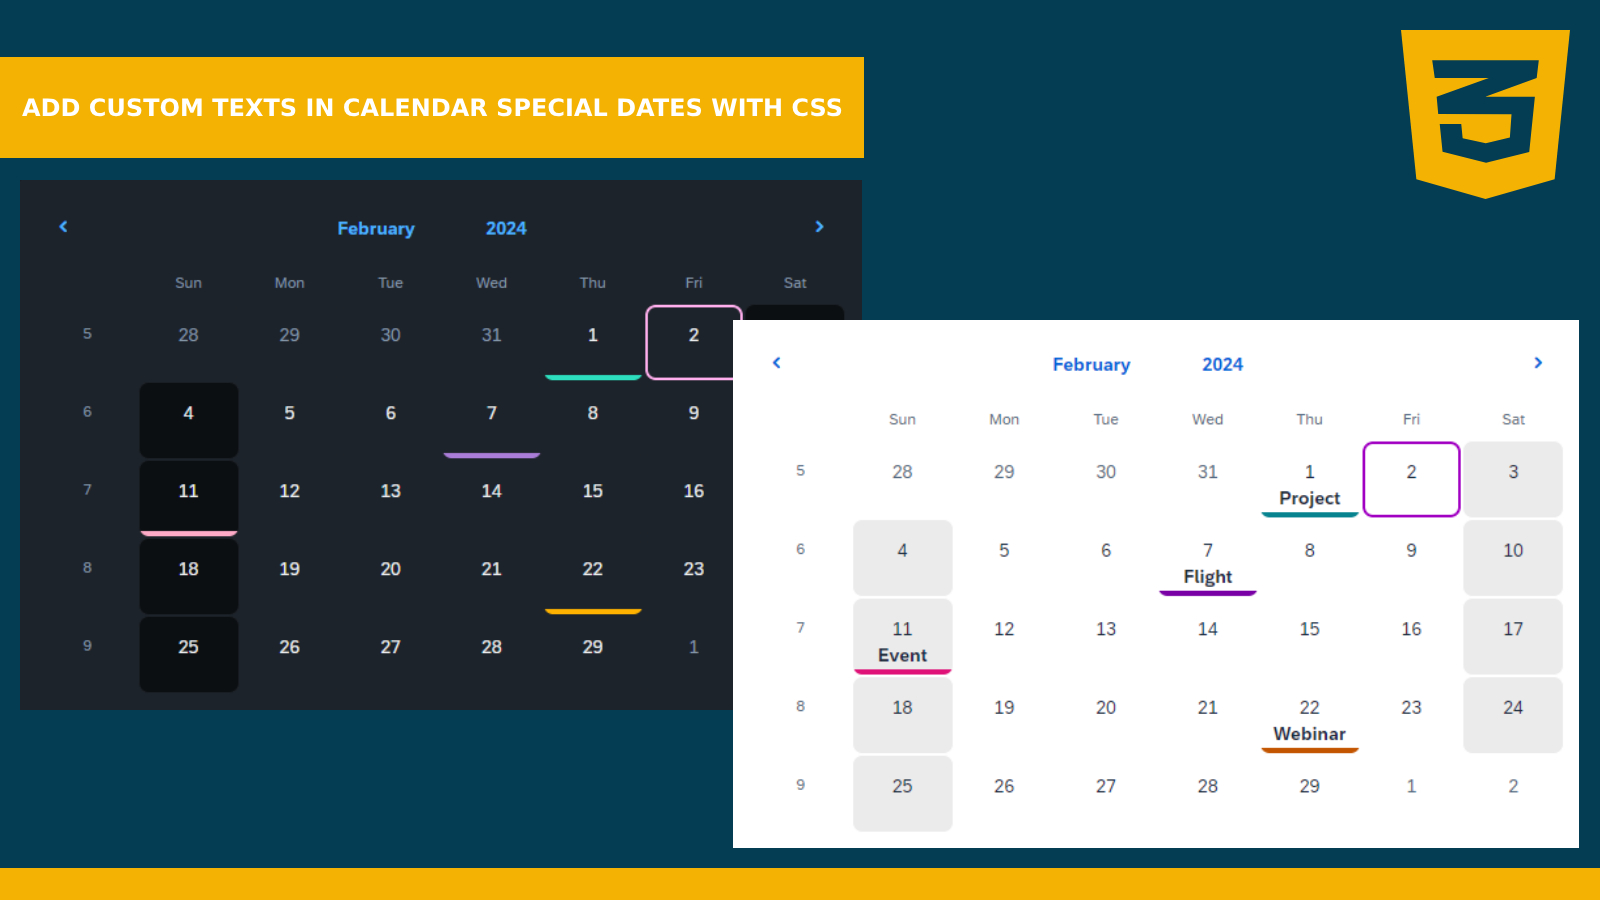 ADD CUSTOM TEXTS IN CALENDAR SPECIAL DATES WITH CSS
February 2024
Sun Mon Tue Wed Thu Fri Sat
5 28 29 30 31 1 2
6 4 5 6 7 8 9
7 11 12 13 14 15 16
8 18 19 20 21 22 23
9 25 26 27 28 29 1
February 2024
Sun Mon Tue Wed Thu Fri Sat
5 28 29 30 31 1 2 3
Project
6 4 5 6 7 8 9 10
Flight
7 11 12 13 14 15 16 17
Event
8 18 19 20 21 22 23 24
Webinar
9 25 26 27 28 29 1 2